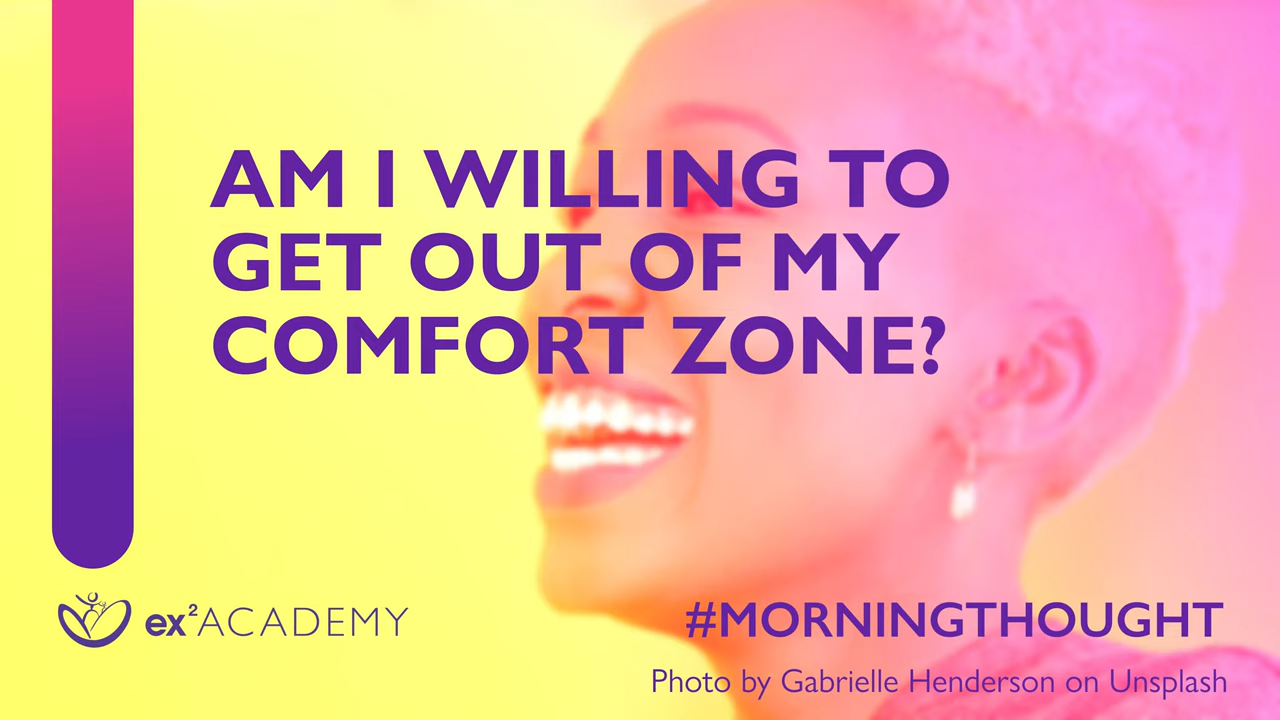 AM I WILLING TO
GET OUT OF MY
COMFORT ZONE?
ex²ACADEMY
#MORNINGTHOUGHT
Photo by Gabrielle Henderson on Unsplash